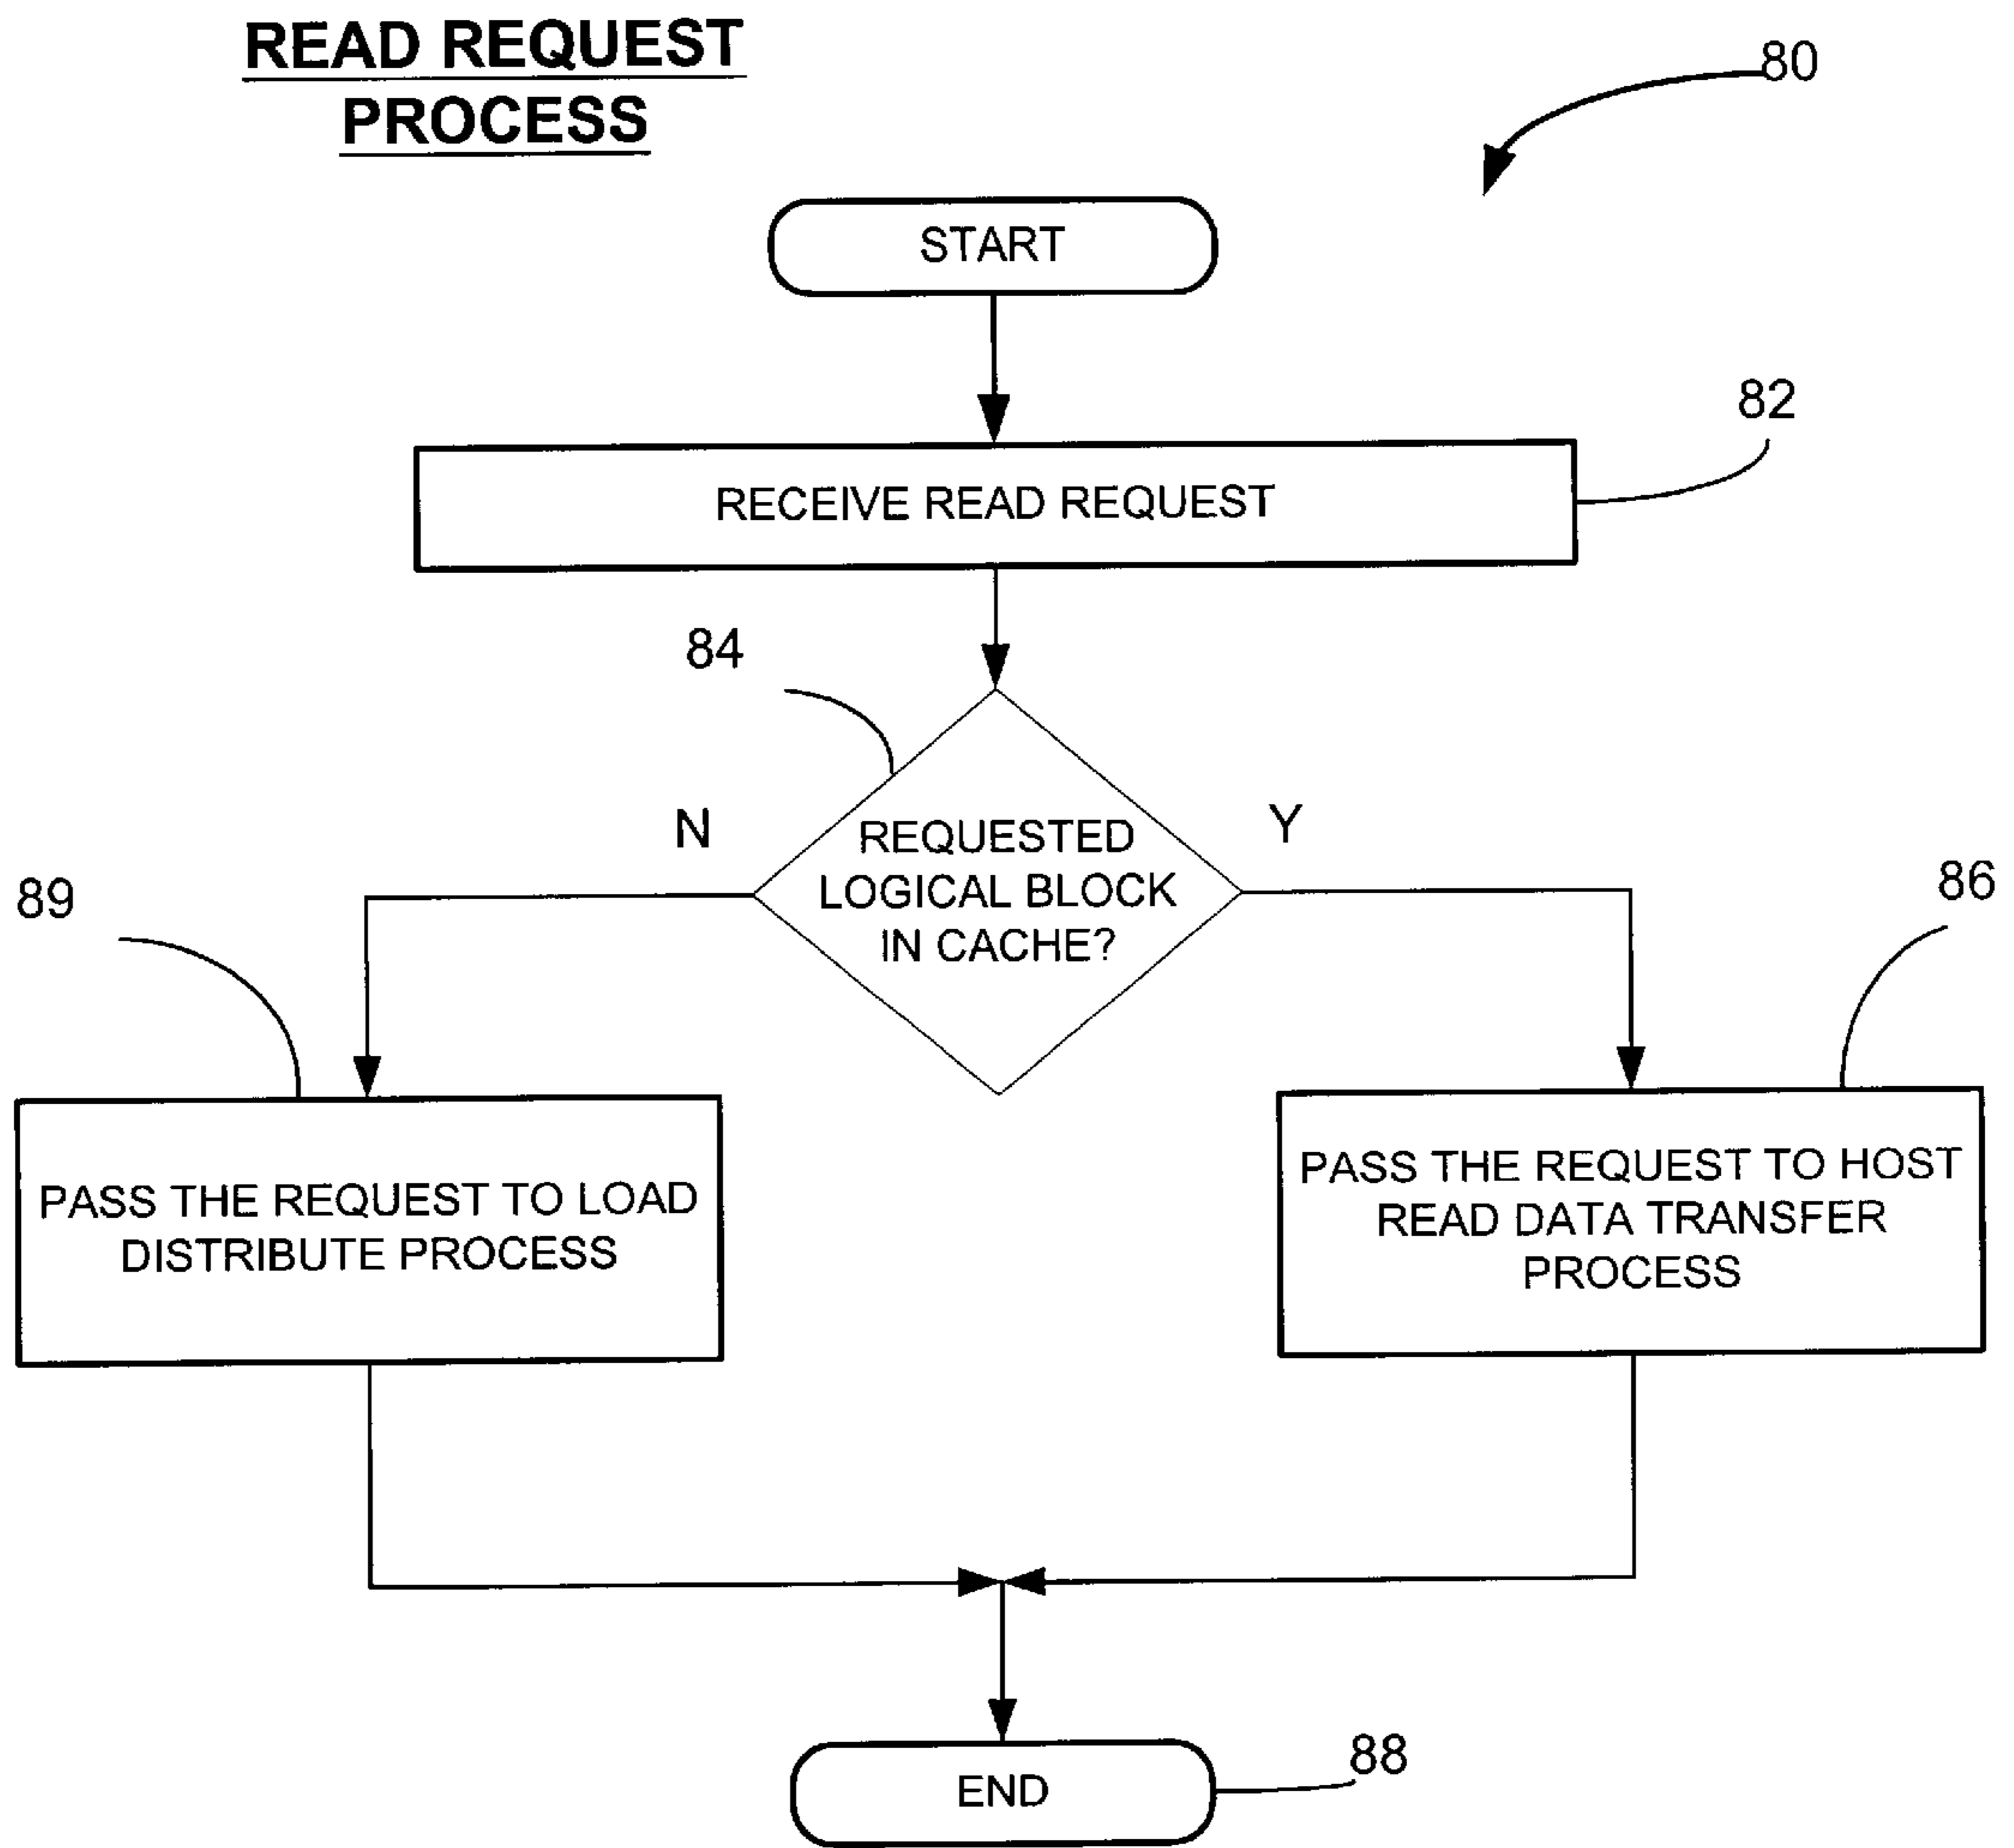 READ REQUEST
PROCESS
80
START
82
RECEIVE READ REQUEST
84
N
Y
REQUESTED
LOGICAL BLOCK
IN CACHE?
89
86
PASS THE REQUEST TO LOAD
DISTRIBUTE PROCESS
PASS THE REQUEST TO HOST
READ DATA TRANSFER
PROCESS
END
88